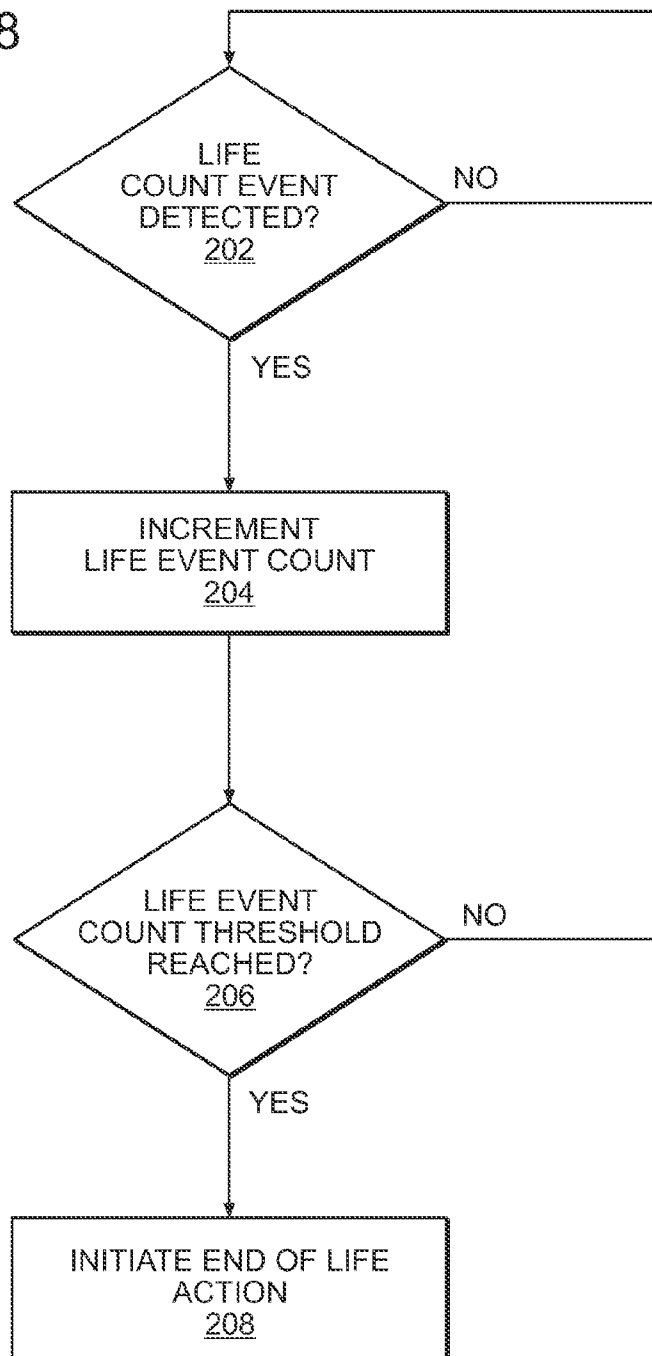 8
LIFE
COUNT EVENT
DETECTED?
202
NO
YES
INCREMENT
LIFE EVENT COUNT
204
LIFE EVENT
COUNT THRESHOLD
REACHED?
206
NO
YES
INITIATE END OF LIFE
ACTION
208